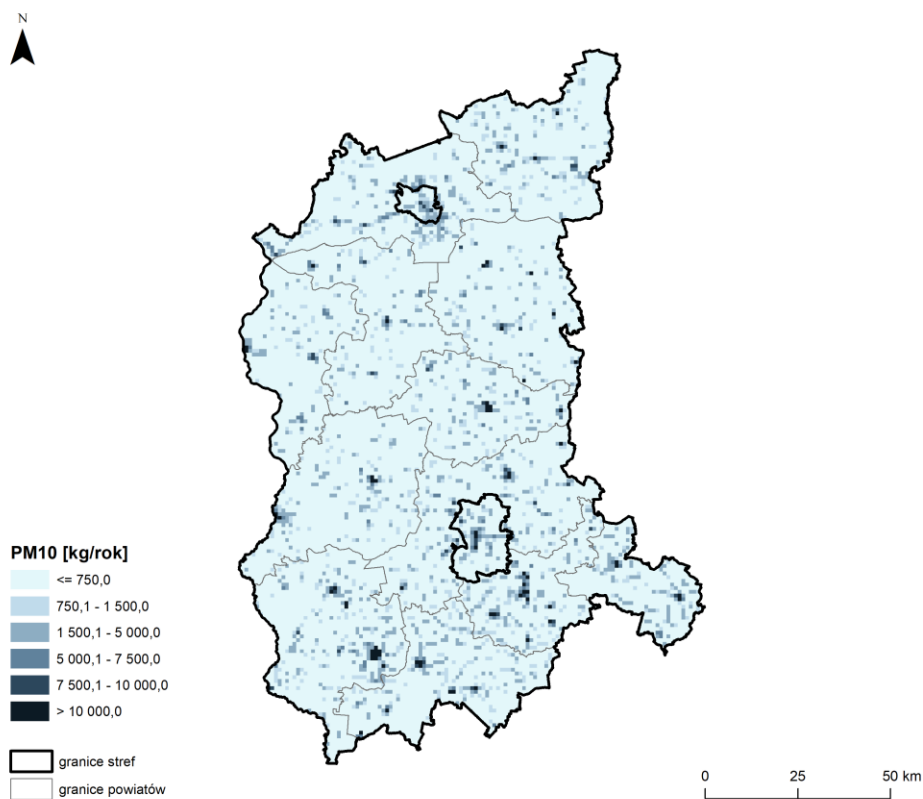 N
PM10 [kg/rok]
<= 750,0
750,1 - 1 500,0
1 500,1 - 5 000,0
5 000,1 - 7 500,0
7 500,1 - 10 000,0
> 10 000,0
granice stref
granice powiatów
0 25 50 km